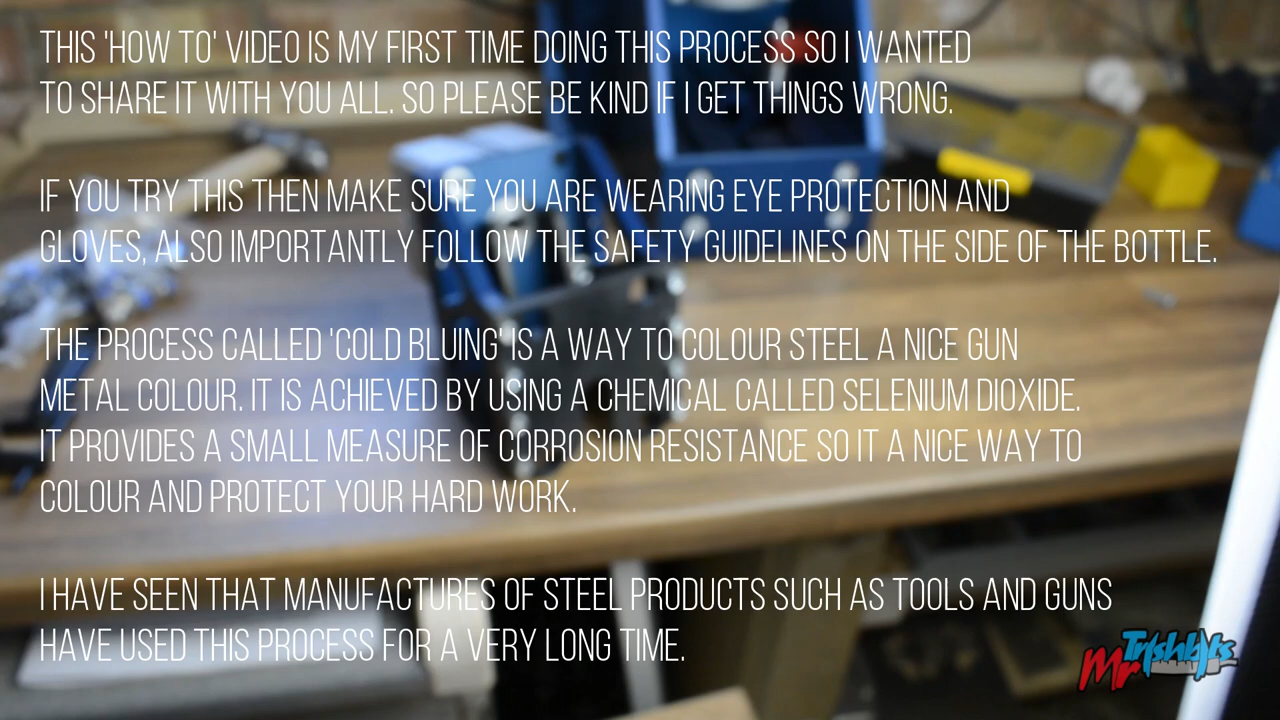 THIS 'HOW TO' VIDEO IS MY FIRST TIME DOING THIS PROCESS SO I WANTED
TO SHARE IT WITH YOU ALL. SO PLEASE BE KIND IF I GET THINGS WRONG.
IF YOU TRY THIS THEN MAKE SURE YOU ARE WEARING EYE PROTECTION AND
GLOVES, ALSO IMPORTANTLY FOLLOW THE SAFETY GUIDELINES ON THE SIDE OF THE BOTTLE.
THE PROCESS CALLED 'COLD BLUING' IS A WAY TO COLOUR STEEL A NICE GUN
METAL COLOUR. IT IS ACHIEVED BY USING A CHEMICAL CALLED SELENIUM DIOXIDE.
IT PROVIDES A SMALL MEASURE OF CORROSION RESISTANCE SO IT A NICE WAY TO
COLOUR AND PROTECT YOUR HARD WORK.
I HAVE SEEN THAT MANUFACTURES OF STEEL PRODUCTS SUCH AS TOOLS AND GUNS
HAVE USED THIS PROCESS FOR A VERY LONG TIME.
Mr